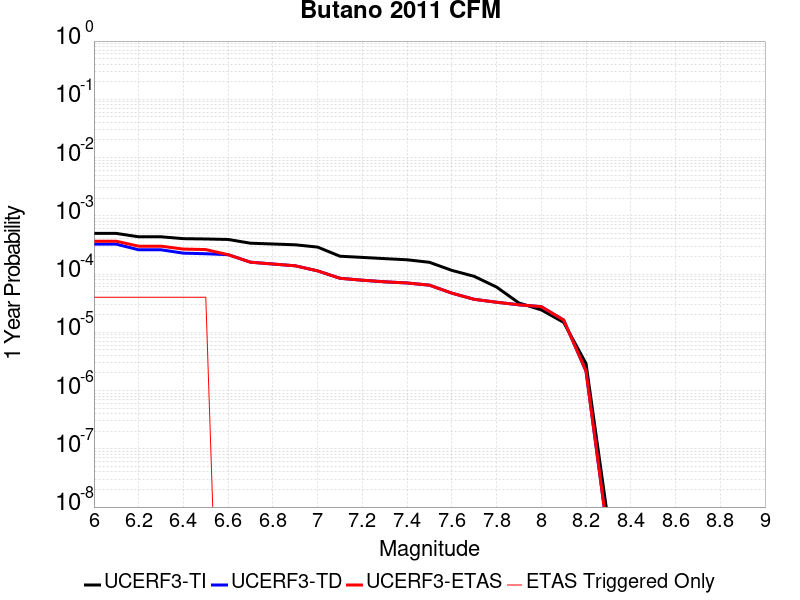 Butano 2011 CFM
10^0
10^-1
10^-2
10^-3
10^-4
10^-5
10^-6
10^-7
10^-8
1 Year Probability
6 6.2 6.4 6.6 6.8 7 7.2 7.4 7.6 7.8 8 8.2 8.4 8.6 8.8 9
Magnitude
UCERF3-TI UCERF3-TD UCERF3-ETAS ETAS Triggered Only